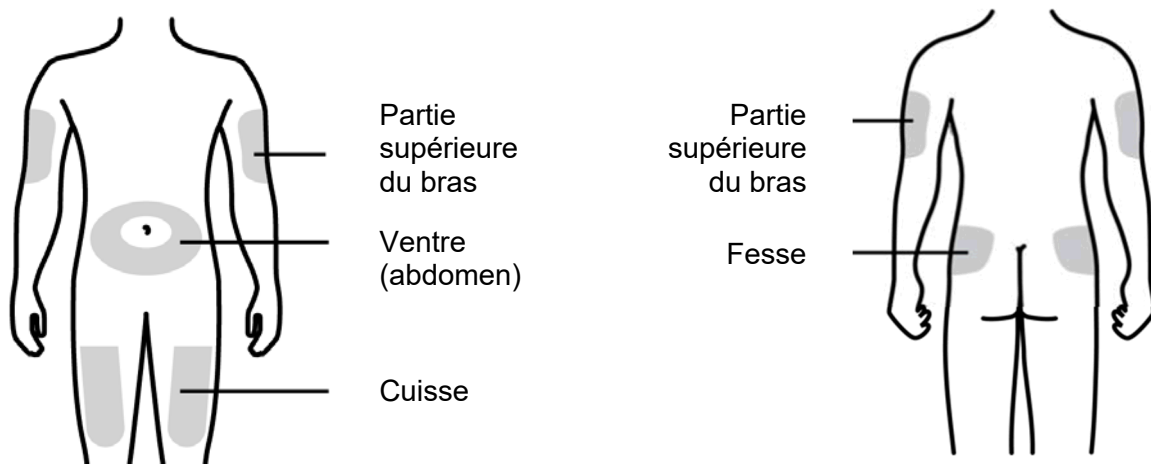 Partie
supérieure
du bras
Ventre
(abdomen)
Cuisse
Partie
supérieure
du bras
Fesse